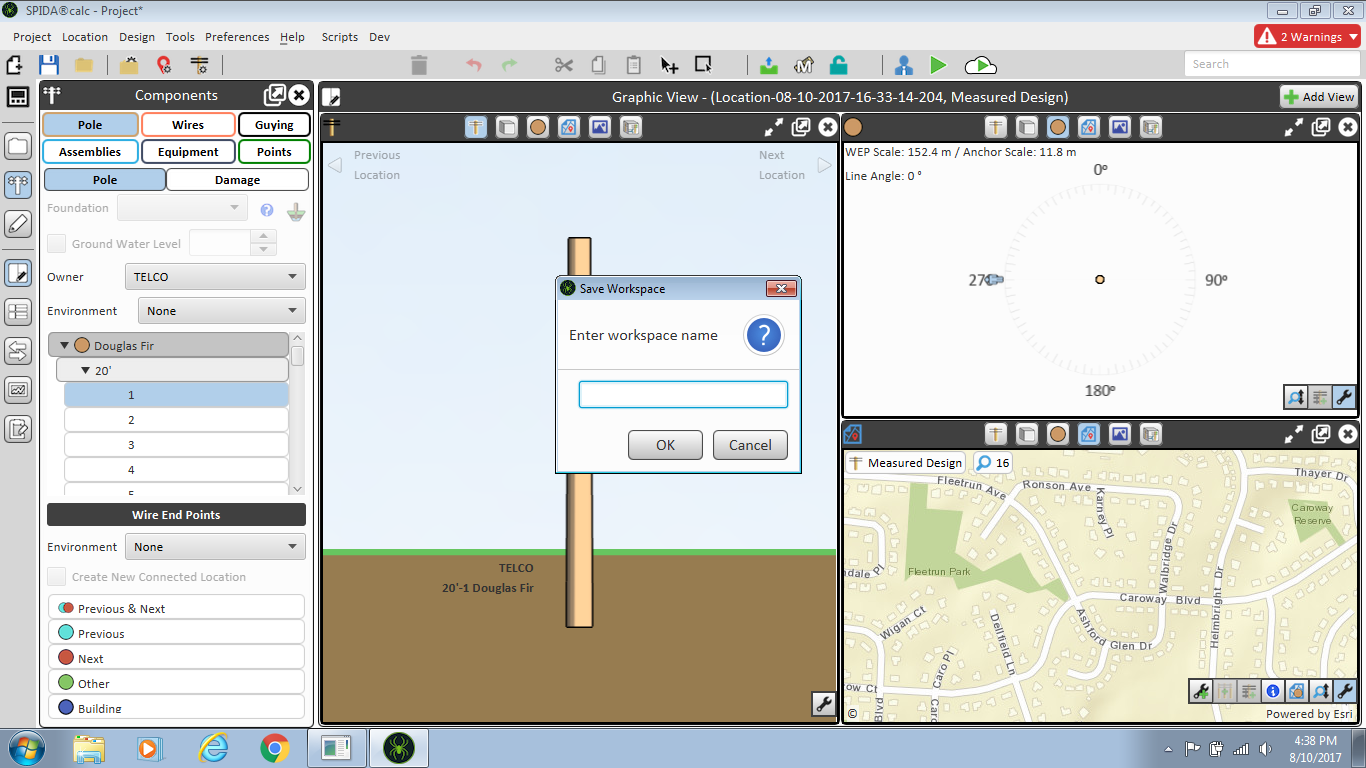 SPIDA®calc - Project*
Project Location Design Tools Preferences Help Scripts Dev
2 Warnings
Search
Components
Graphic View - (Location-08-10-2017-16-33-14-204, Measured Design)
Add View
Pole Wires Guying
Assemblies Equipment Points
Pole Damage
Foundation
Ground Water Level
Owner TELCO
Environment None
Douglas Fir
20'
1
2
3
4
5
Wire End Points
Environment None
Create New Connected Location
Previous & Next
Previous
Next
Other
Building
Previous
Location
Next
Location
TELCO
20'-1 Douglas Fir
Save Workspace
Enter workspace name
?
OK Cancel
WEP Scale: 152.4 m / Anchor Scale: 11.8 m
Line Angle: 0 °
0º
90º
180º
Measured Design
16
Fleetrun Ave
Ronson Ave
Thayer Dr
Karney Pl
Caroway
Reserve
Walbridge Dr
Fleetrun Park
edale Pl
Caroway Blvd
Helmbright Dr
Wigan Ct
Ashford Glen Dr
Dellfield Ln
Caro Pl
ow Ct
Blvd
©
Powered by Esri
4:38 PM
8/10/2017